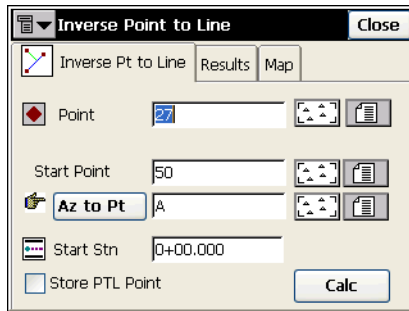 Inverse Point to Line Close
Inverse Pt to Line Results Map
Point 27
Start Point 50
Az to Pt A
Start Stn 0+00.000
Store PTL Point Calc